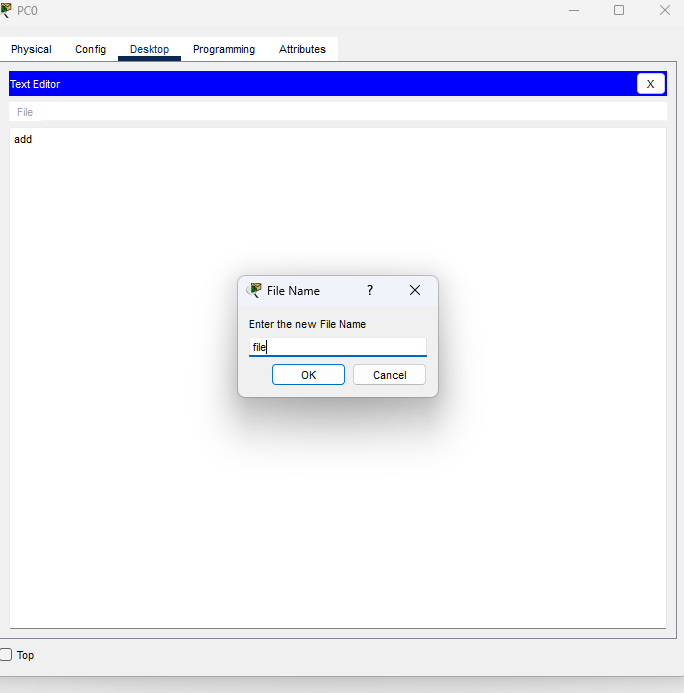 PC0
Physical Config Desktop Programming Attributes
Text Editor X
File
add
File Name ?
Enter the new File Name
file
OK Cancel
Top